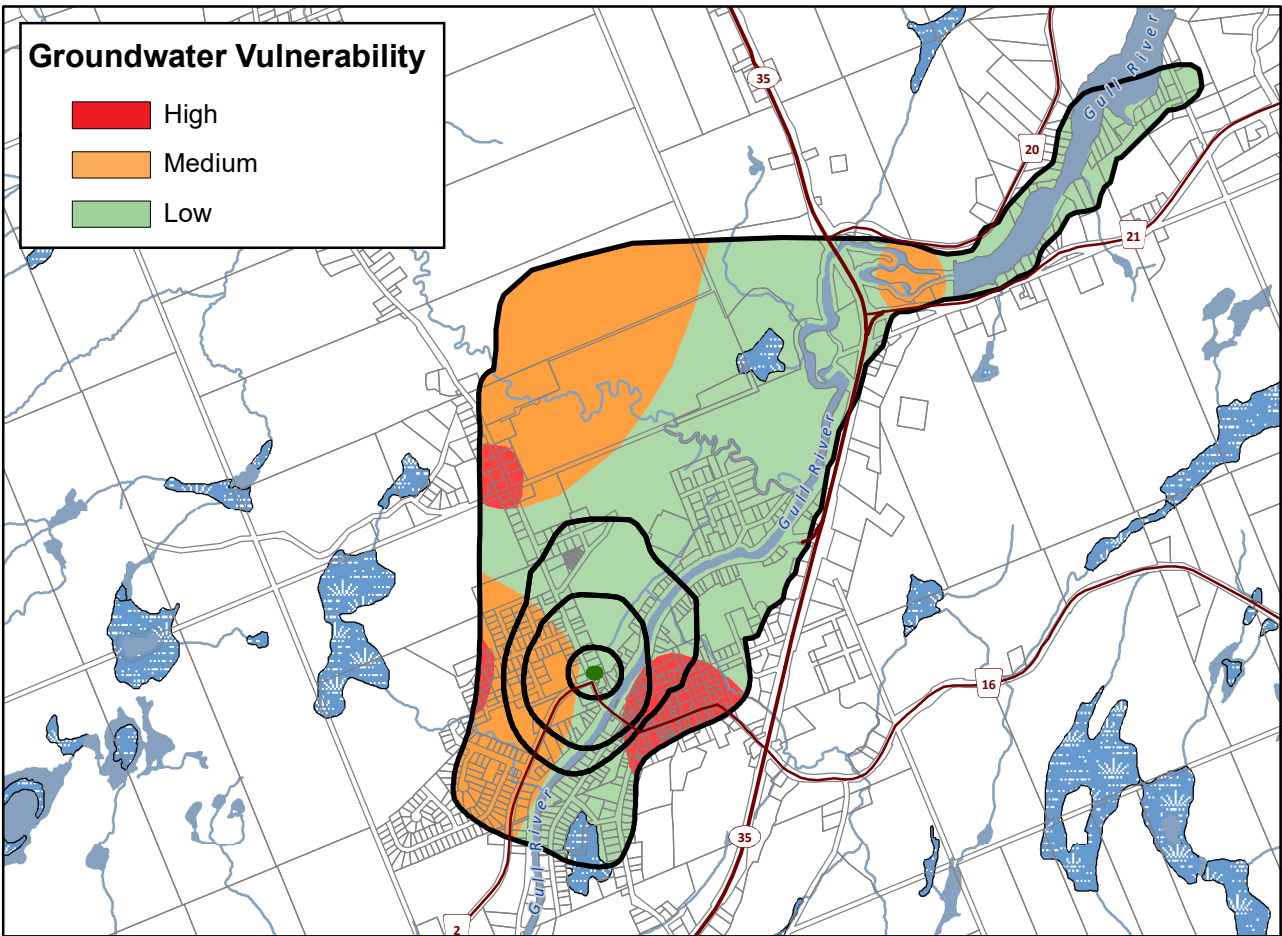 Groundwater Vulnerability
High
Medium
Low
Gull River
35
20
21
Gull River
16
35
Gull River
2